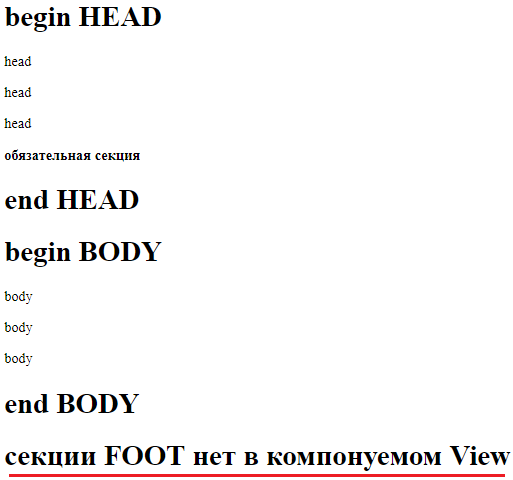 begin HEAD
head
head
head
обязательная секция
end HEAD
begin BODY
body
body
body
end BODY
секции FOOT нет в компонуемом View